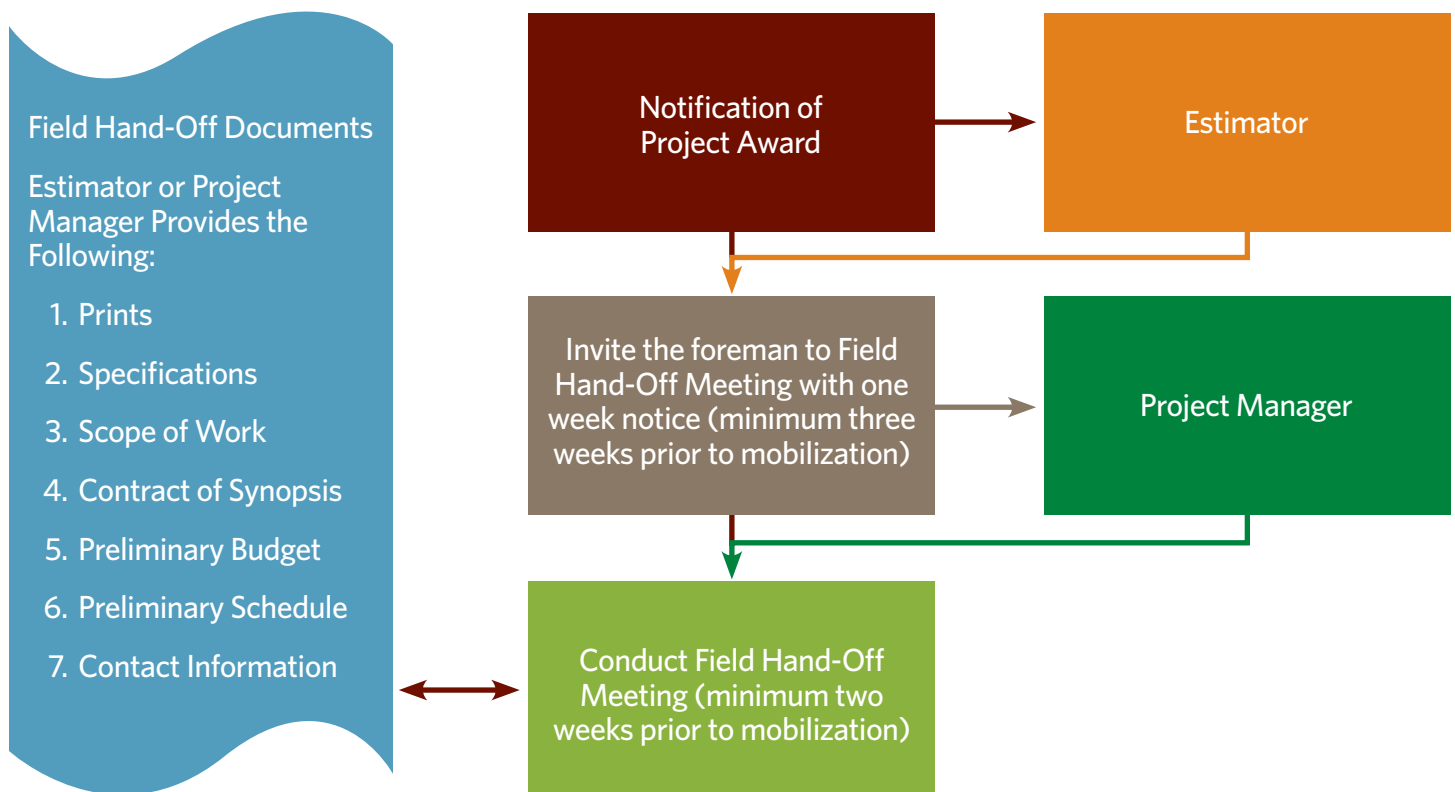 Field Hand-Off Documents
Estimator or Project
Manager Provides the
Following:
1. Prints
2. Specifications
3. Scope of Work
4. Contract of Synopsis
5. Preliminary Budget
6. Preliminary Schedule
7. Contact Information
Notification of
Project Award
Estimator
Invite the foreman to Field
Hand-Off Meeting with one
week notice (minimum three
weeks prior to mobilization)
Project Manager
Conduct Field Hand-Off
Meeting (minimum two
weeks prior to mobilization)